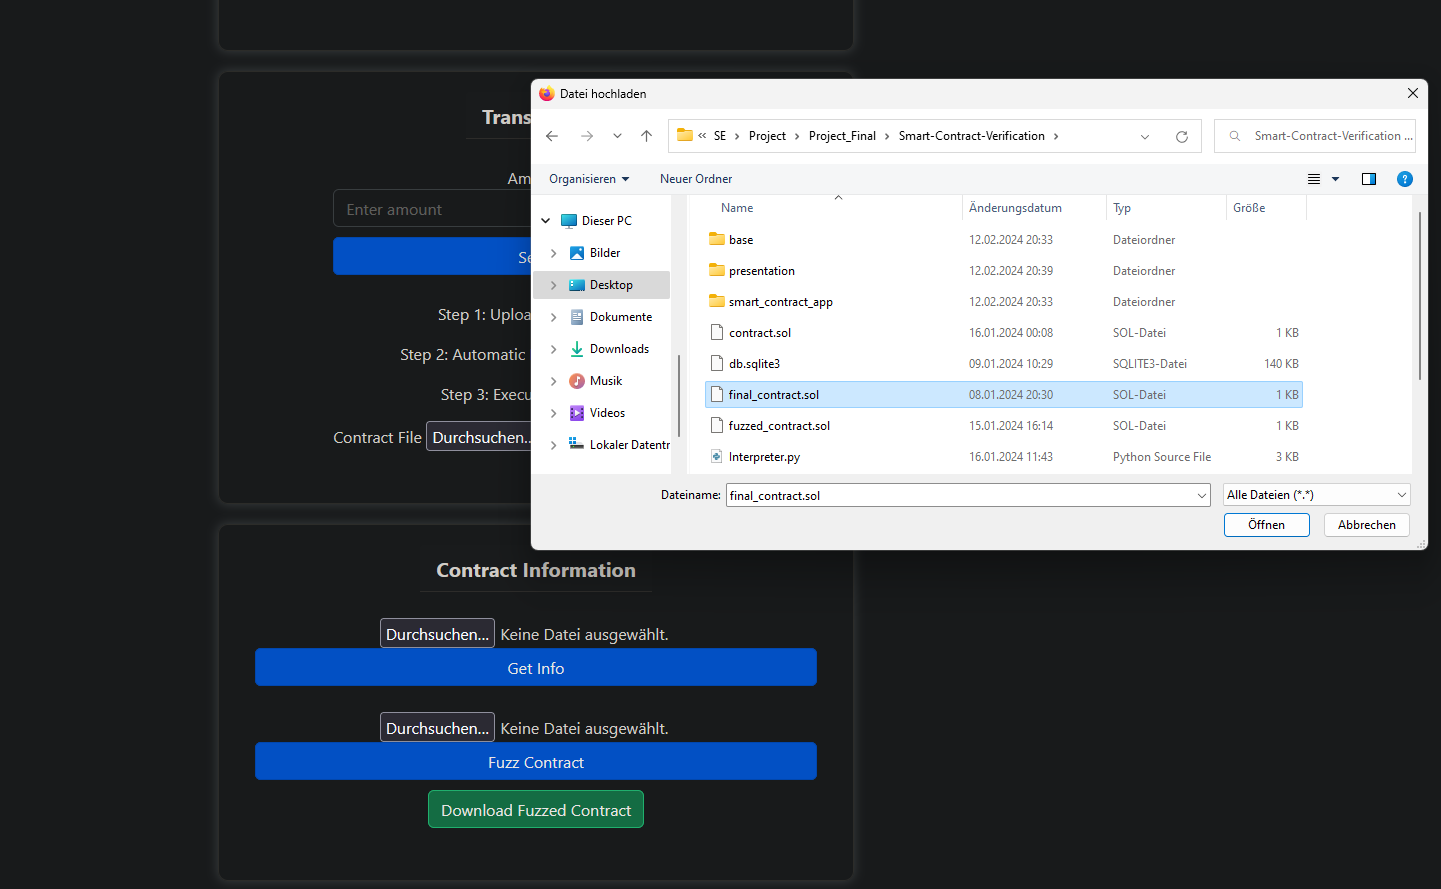 Trans
Am
Enter amount
Se
Step 1: Uploa
Step 2: Automatic
Step 3: Execu
Contract File Durchsuchen...
Datei hochladen
« SE > Project > Project_Final > Smart-Contract-Verification >
Smart-Contract-Verification ...
Organisieren
Neuer Ordner
Dieser PC
Bilder
Desktop
Dokumente
Downloads
Musik
Videos
Lokaler Datentr
Name Änderungsdatum Typ Größe
base 12.02.2024 20:33 Dateiordner
presentation 12.02.2024 20:39 Dateiordner
smart_contract_app 12.02.2024 20:33 Dateiordner
contract.sol 16.01.2024 00:08 SOL-Datei 1 KB
db.sqlite3 09.01.2024 10:29 SQLITE3-Datei 140 KB
final_contract.sol 08.01.2024 20:30 SOL-Datei 1 KB
fuzzed_contract.sol 15.01.2024 16:14 SOL-Datei 1 KB
Interpreter.py 16.01.2024 11:43 Python Source File 3 KB
Dateiname: final_contract.sol Alle Dateien (*.*)
Öffnen Abbrechen
Contract Information
Durchsuchen... Keine Datei ausgewählt.
Get Info
Durchsuchen... Keine Datei ausgewählt.
Fuzz Contract
Download Fuzzed Contract